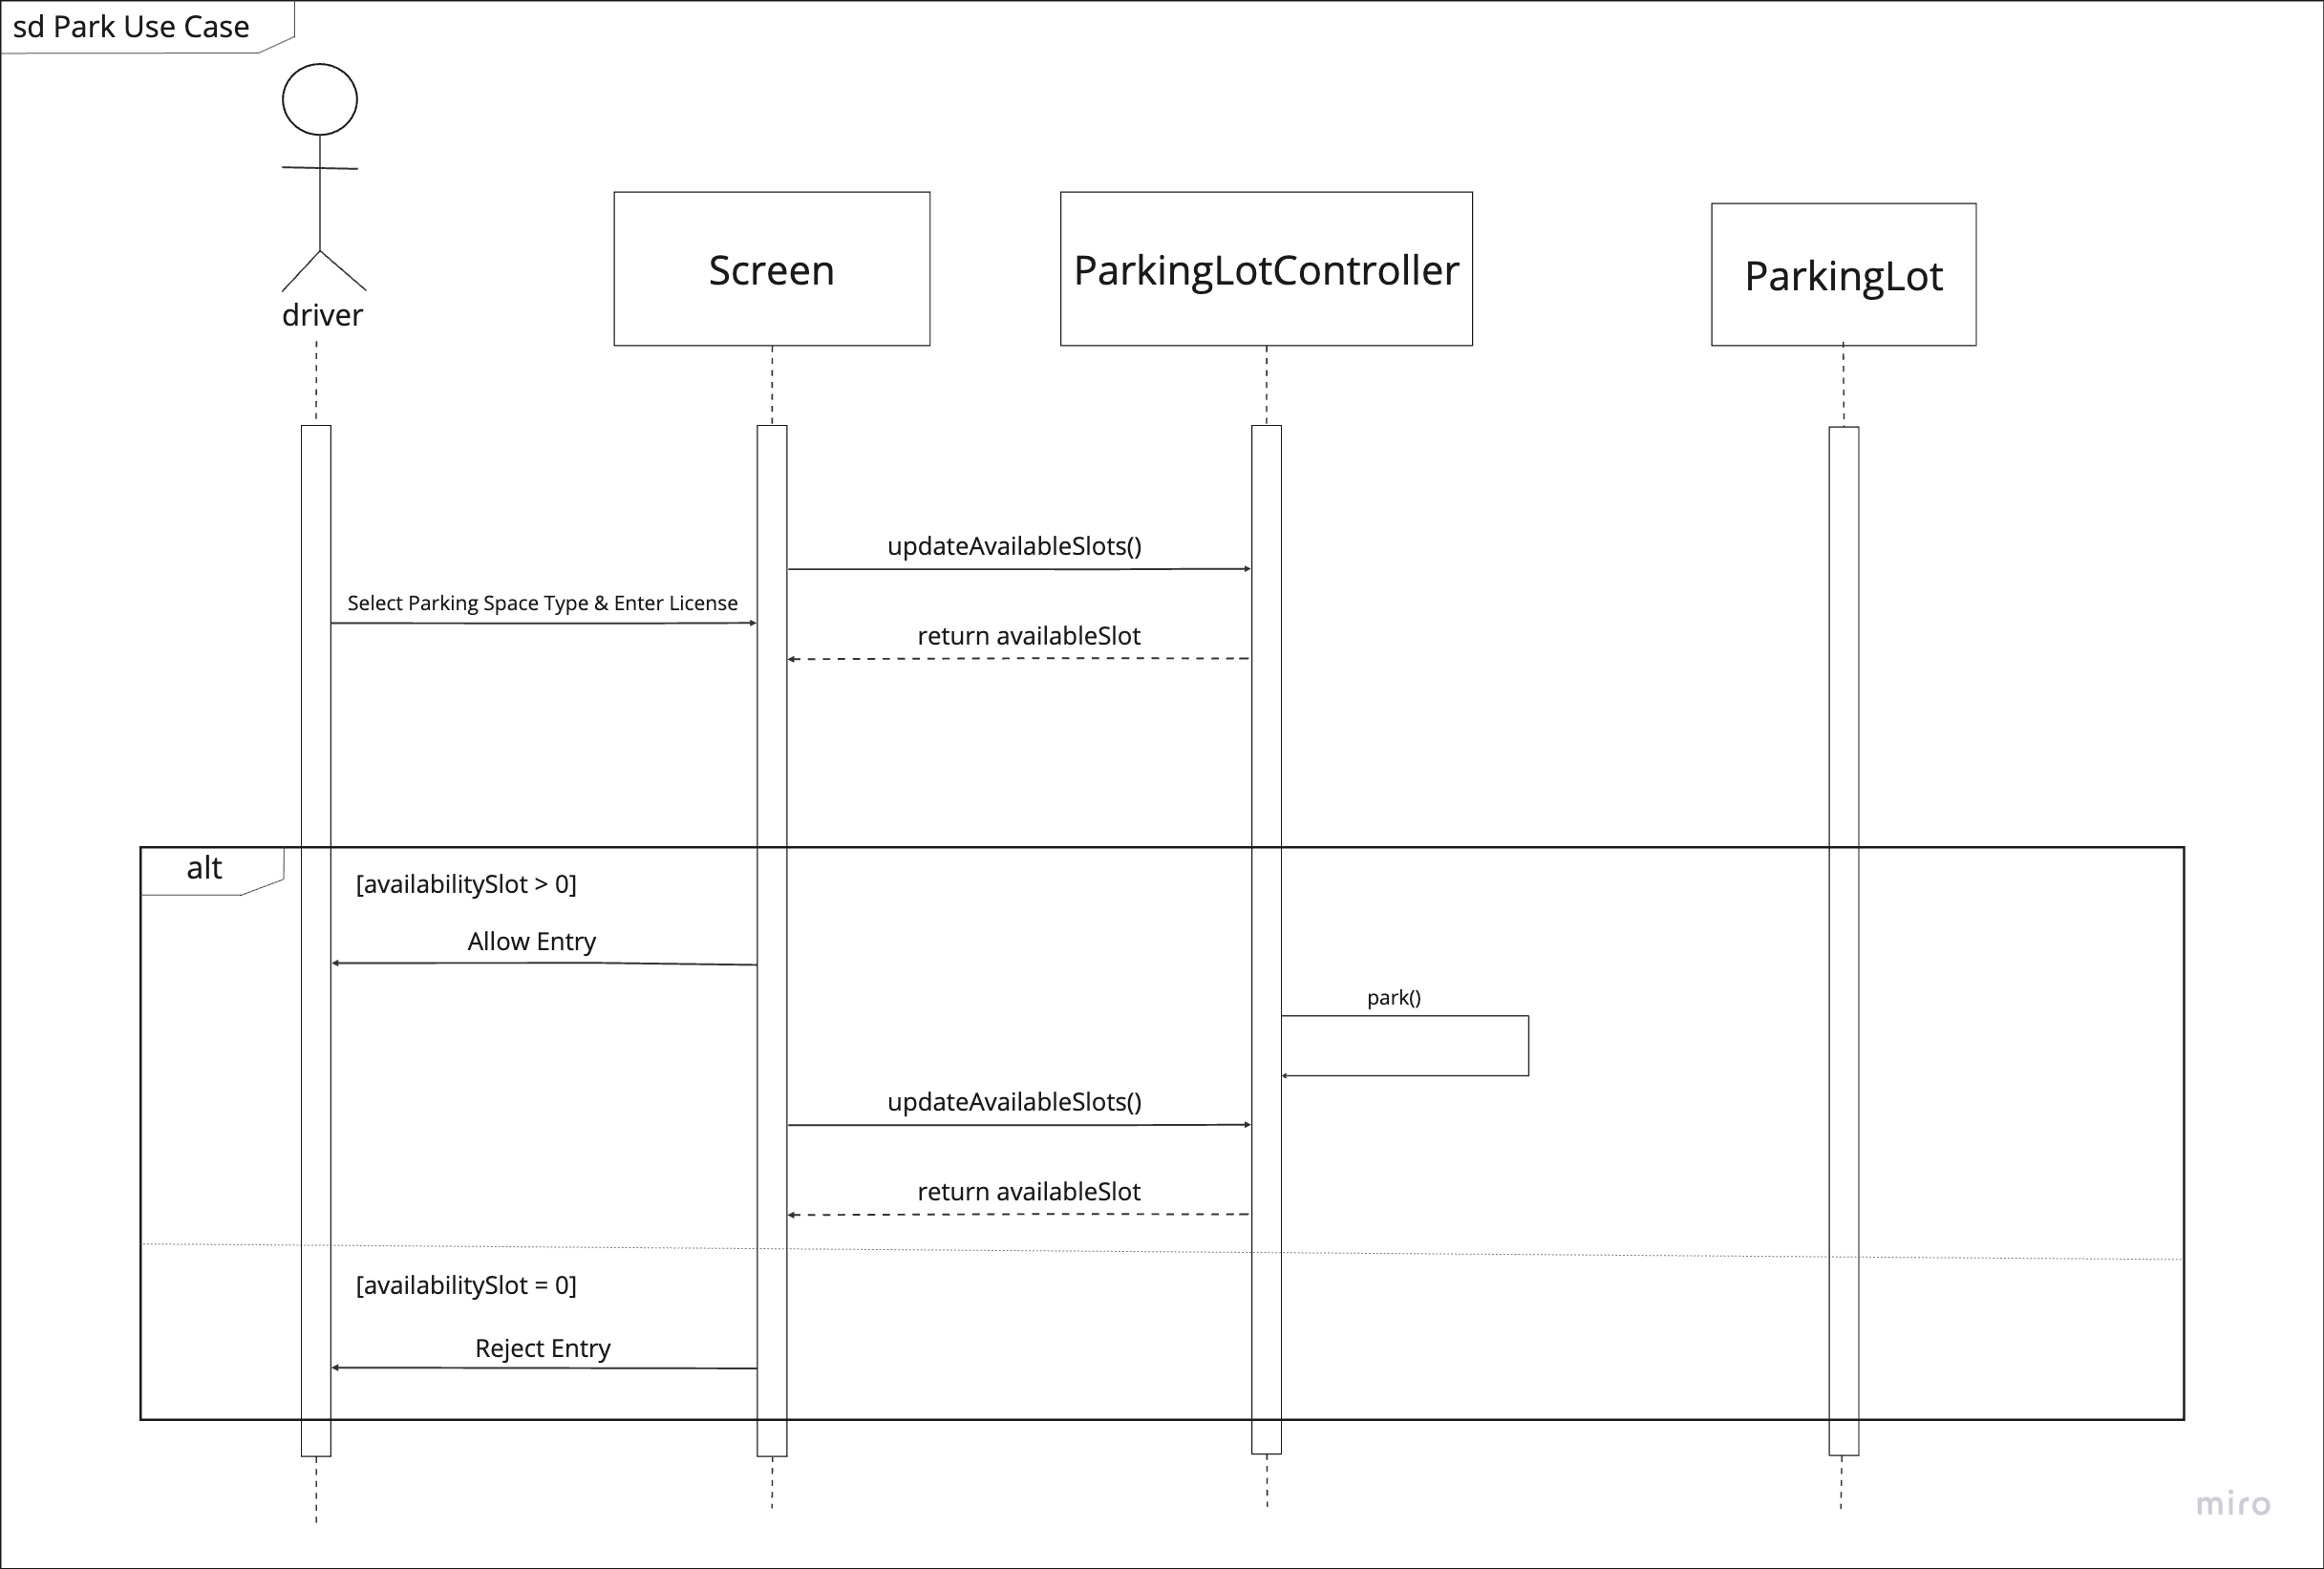 sd Park Use Case
driver
Screen
ParkingLotController
ParkingLot
updateAvailableSlots()
Select Parking Space Type & Enter License
return availableSlot
alt
[availabilitySlot > 0]
Allow Entry
park()
updateAvailableSlots()
return availableSlot
[availabilitySlot = 0]
Reject Entry
miro